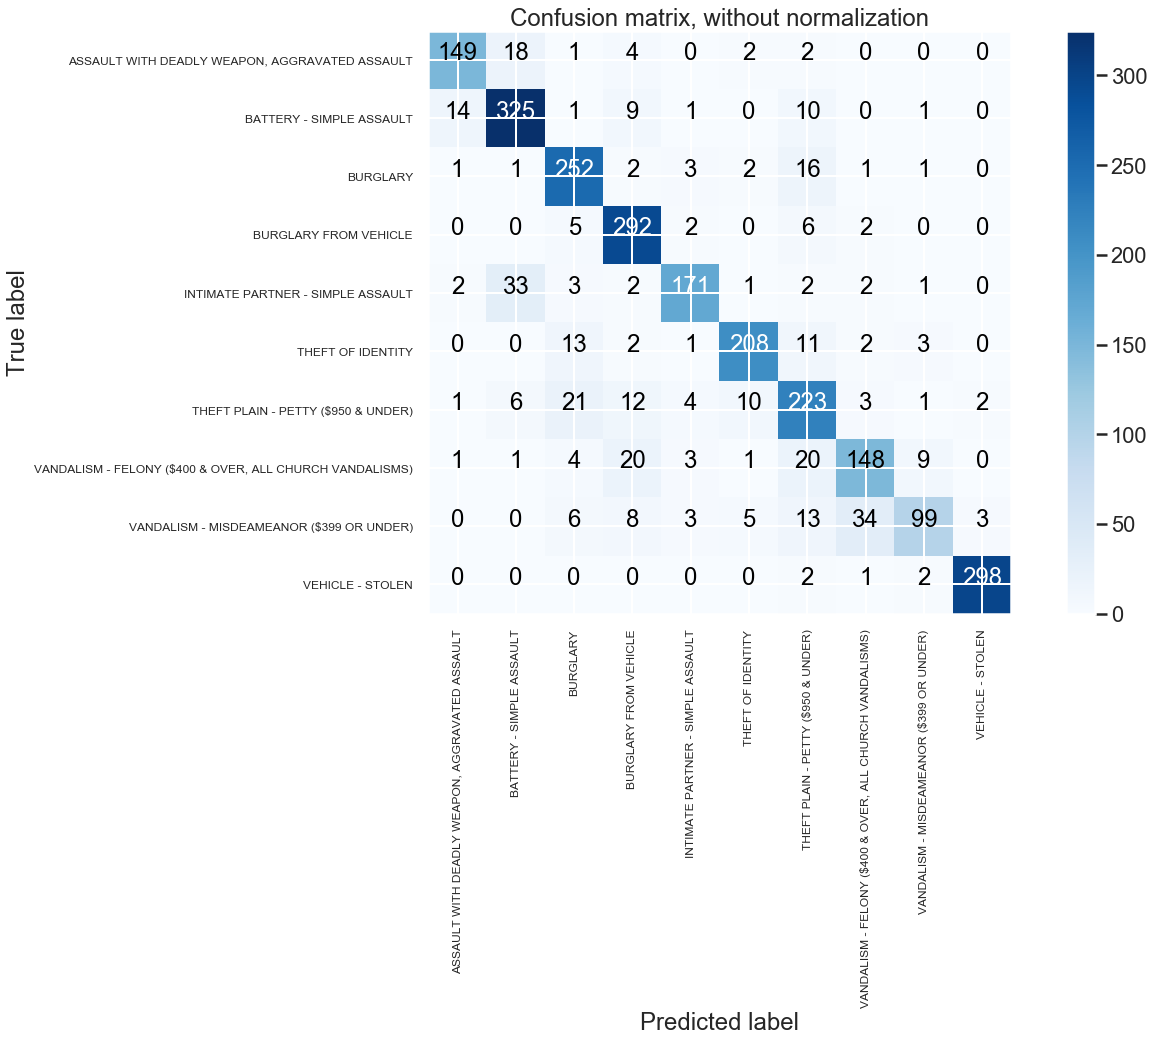 Confusion matrix, without normalization
True label
ASSAULT WITH DEADLY WEAPON, AGGRAVATED ASSAULT 149 18 1 4 0 2 2 0 0 0
BATTERY - SIMPLE ASSAULT 14 325 1 9 1 0 10 0 1 0
BURGLARY 1 1 252 2 3 2 16 1 1 0
BURGLARY FROM VEHICLE 0 0 5 292 2 0 6 2 0 0
INTIMATE PARTNER - SIMPLE ASSAULT 2 33 3 2 171 1 2 2 1 0
THEFT OF IDENTITY 0 0 13 2 1 208 11 2 3 0
THEFT PLAIN - PETTY ($950 & UNDER) 1 6 21 12 4 10 223 3 1 2
VANDALISM - FELONY ($400 & OVER, ALL CHURCH VANDALISMS) 1 1 4 20 3 1 20 148 9 0
VANDALISM - MISDEAMEANOR ($399 OR UNDER) 0 0 6 8 3 5 13 34 99 3
VEHICLE - STOLEN 0 0 0 0 0 0 2 1 2 298
ASSAULT WITH DEADLY WEAPON, AGGRAVATED ASSAULT
BATTERY - SIMPLE ASSAULT
BURGLARY
BURGLARY FROM VEHICLE
INTIMATE PARTNER - SIMPLE ASSAULT
THEFT OF IDENTITY
THEFT PLAIN - PETTY ($950 & UNDER)
VANDALISM - FELONY ($400 & OVER, ALL CHURCH VANDALISMS)
VANDALISM - MISDEAMEANOR ($399 OR UNDER)
VEHICLE - STOLEN
Predicted label
300
250
200
150
100
50
0